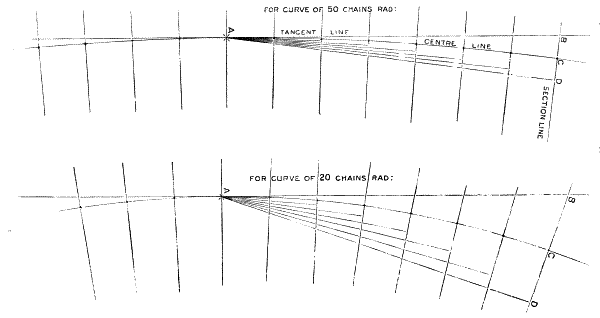 FOR CURVE OF 50 CHAINS RAD:
A
TANGENT LINE
CENTRE LINE
B
C
D
SECTION LINE
FOR CURVE OF 20 CHAINS RAD:
A
B
C
D